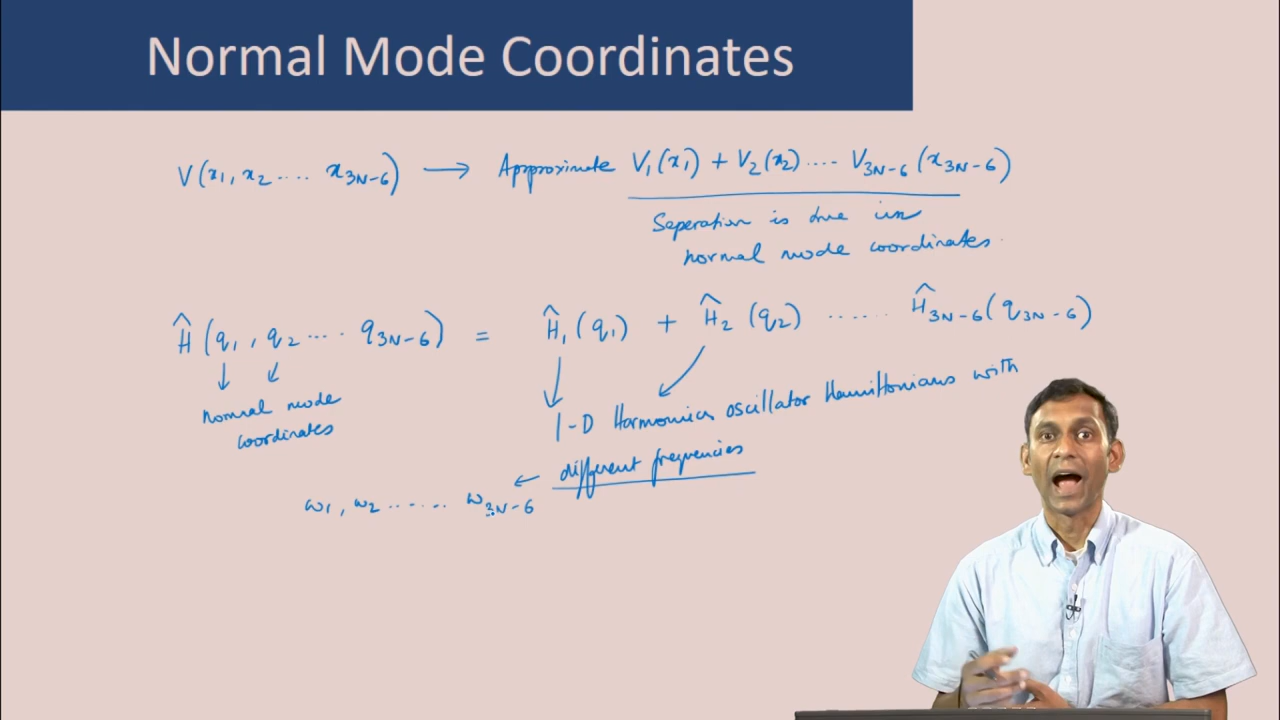 Normal Mode Coordinates
V(x₁, x₂ .... x₃N₋₆) → Approximate V₁(x₁) + V₂(x₂) .... V₃N₋₆(x₃N₋₆)
Seperation is true in
normal mode coordinates.
Ĥ(q₁, q₂ .... q₃N₋₆) = Ĥ₁(q₁) + Ĥ₂(q₂) ...... Ĥ₃N₋₆(q₃N₋₆)
normal mode
coordinates
1-D Harmonics oscillator Hamiltonians with
different frequencies
ω₁, ω₂ ....... ω₃N₋₆